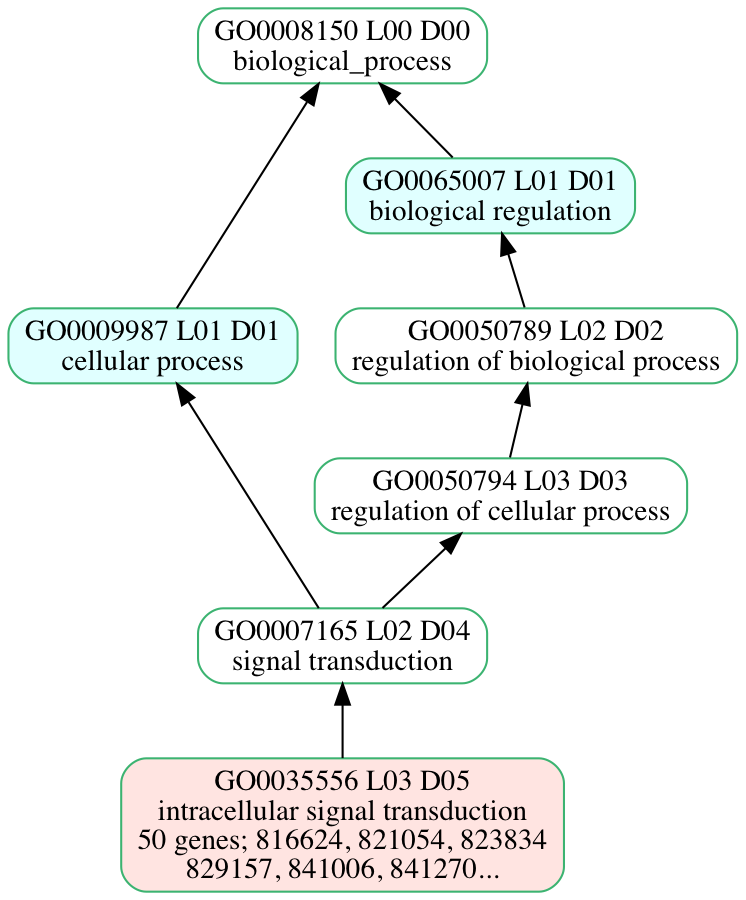 GO0008150 L00 D00
biological_process
GO0065007 L01 D01
biological regulation
GO0009987 L01 D01
cellular process
GO0050789 L02 D02
regulation of biological process
GO0050794 L03 D03
regulation of cellular process
GO0007165 L02 D04
signal transduction
GO0035556 L03 D05
intracellular signal transduction
50 genes; 816624, 821054, 823834
829157, 841006, 841270...